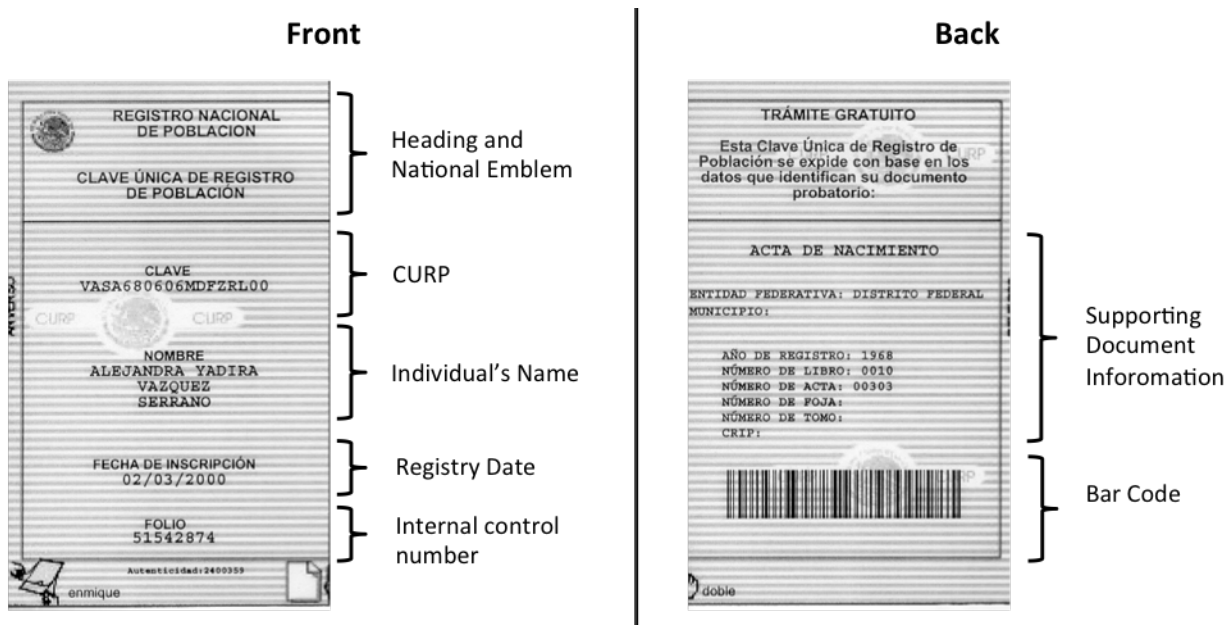 Front
REGISTRO NACIONAL
DE POBLACION
CLAVE ÚNICA DE REGISTRO
DE POBLACIÓN
Heading and
National Emblem
CLAVE
VASA680606MDFZRL00
CURP
CURP
CURP
NOMBRE
ALEJANDRA YADIRA
VAZQUEZ
SERRANO
Individual's Name
FECHA DE INSCRIPCIÓN
02/03/2000
Registry Date
FOLIO
51542874
Internal control
number
Autenticidad:2400359
enmique
Back
TRÁMITE GRATUITO
Esta Clave Única de Registro de
Población se expide con base en los
datos que identifican su documento
probatorio:
CURP
ACTA DE NACIMIENTO
ENTIDAD FEDERATIVA: DISTRITO FEDERAL
MUNICIPIO:
AÑO DE REGISTRO: 1968
NÚMERO DE LIBRO: 0010
NÚMERO DE ACTA: 00303
NÚMERO DE FOJA:
NÚMERO DE TOMO:
CRIP:
Supporting
Document
Inforomation
Bar Code
doble